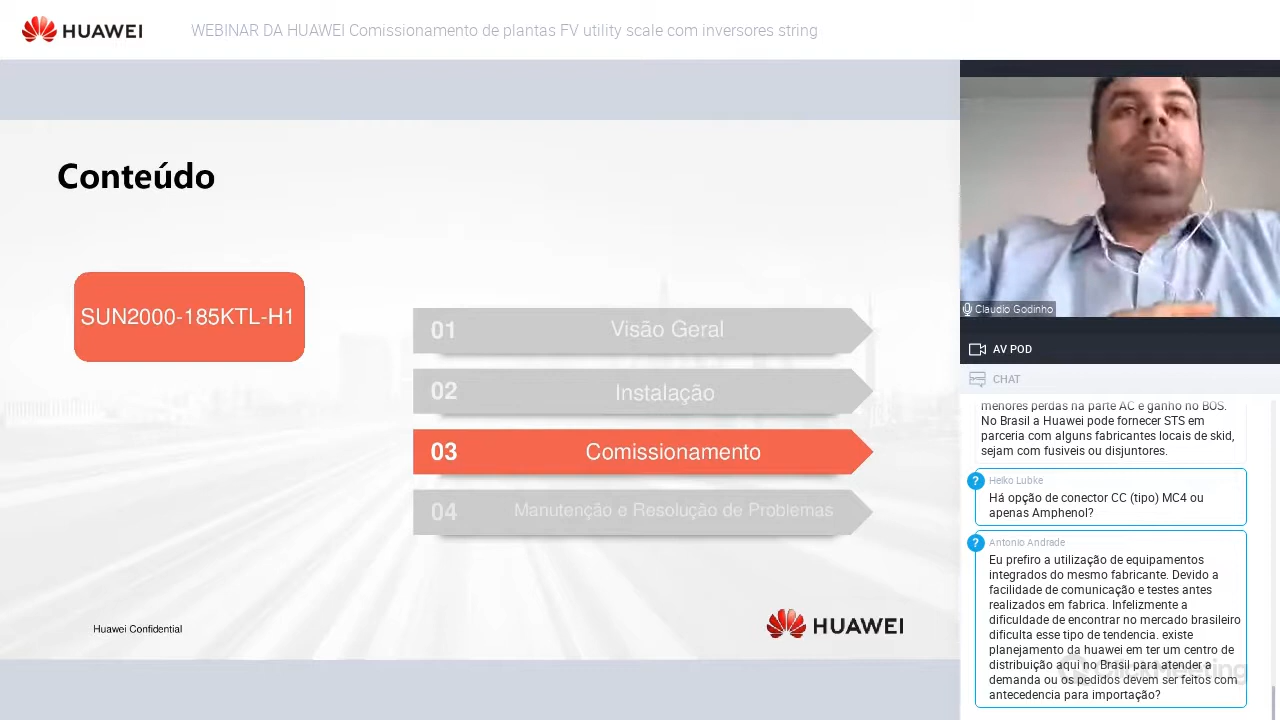 HUAWEI
WEBINAR DA HUAWEI Comissionamento de plantas FV utility scale com inversores string
Conteúdo
SUN2000-185KTL-H1
01 Visão Geral
02 Instalação
03 Comissionamento
04 Manutenção e Resolução de Problemas
Huawei Confidential
HUAWEI
Claudio Godinho
AV POD
CHAT
menores perdas na parte AC e ganho no BOS.
No Brasil a Huawei pode fornecer STS em
parceria com alguns fabricantes locais de skid,
sejam com fusiveis ou disjuntores.
?
Heiko Lubke
Há opção de conector CC (tipo) MC4 ou
apenas Amphenol?
?
Antonio Andrade
Eu prefiro a utilização de equipamentos
integrados do mesmo fabricante. Devido a
facilidade de comunicação e testes antes
realizados em fabrica. Infelizmente a
dificuldade de encontrar no mercado brasileiro
dificulta esse tipo de tendencia. existe
planejamento da huawei em ter um centro de
distribuição aqui no Brasil para atender a
demanda ou os pedidos devem ser feitos com
antecedencia para importação?
ClickMeeting